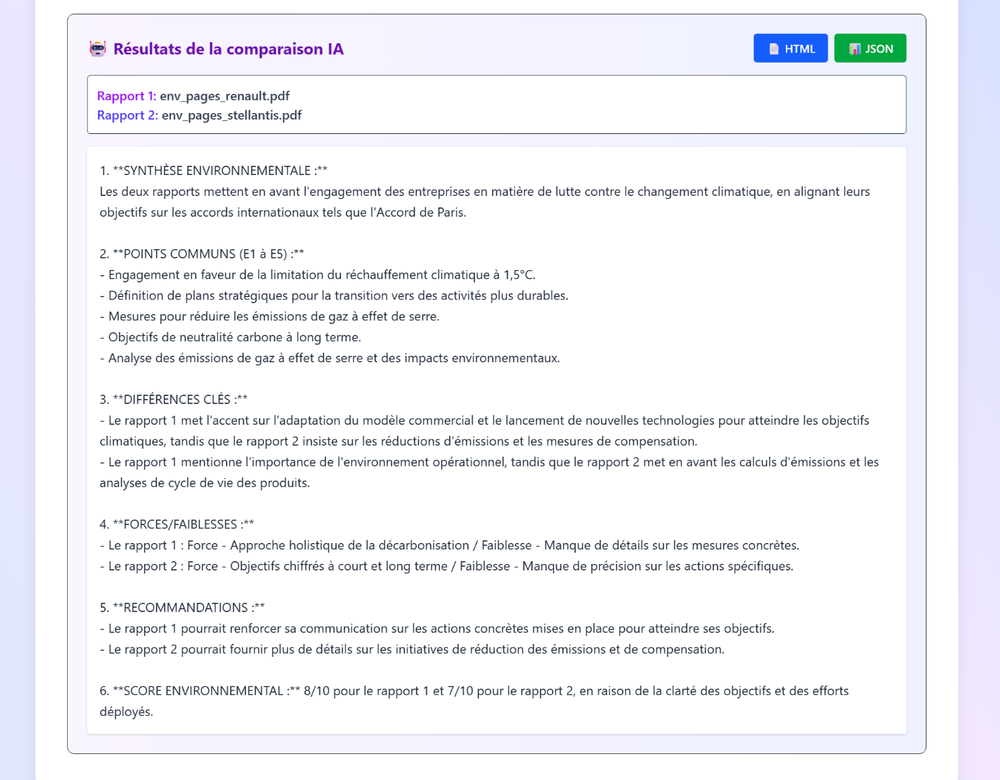 Résultats de la comparaison IA
HTML
JSON
Rapport 1: env_pages_renault.pdf
Rapport 2: env_pages_stellantis.pdf
1. **SYNTHÈSE ENVIRONNEMENTALE :**
Les deux rapports mettent en avant l'engagement des entreprises en matière de lutte contre le changement climatique, en alignant leurs
objectifs sur les accords internationaux tels que l'Accord de Paris.
2. **POINTS COMMUNS (E1 à E5) :**
- Engagement en faveur de la limitation du réchauffement climatique à 1,5°C.
- Définition de plans stratégiques pour la transition vers des activités plus durables.
- Mesures pour réduire les émissions de gaz à effet de serre.
- Objectifs de neutralité carbone à long terme.
- Analyse des émissions de gaz à effet de serre et des impacts environnementaux.
3. **DIFFÉRENCES CLÉS :**
- Le rapport 1 met l'accent sur l'adaptation du modèle commercial et le lancement de nouvelles technologies pour atteindre les objectifs
climatiques, tandis que le rapport 2 insiste sur les réductions d'émissions et les mesures de compensation.
- Le rapport 1 mentionne l'importance de l'environnement opérationnel, tandis que le rapport 2 met en avant les calculs d'émissions et les
analyses de cycle de vie des produits.
4. **FORCES/FAIBLESSES :**
- Le rapport 1 : Force - Approche holistique de la décarbonisation / Faiblesse - Manque de détails sur les mesures concrètes.
- Le rapport 2 : Force - Objectifs chiffrés à court et long terme / Faiblesse - Manque de précision sur les actions spécifiques.
5. **RECOMMANDATIONS :**
- Le rapport 1 pourrait renforcer sa communication sur les actions concrètes mises en place pour atteindre ses objectifs.
- Le rapport 2 pourrait fournir plus de détails sur les initiatives de réduction des émissions et de compensation.
6. **SCORE ENVIRONNEMENTAL :** 8/10 pour le rapport 1 et 7/10 pour le rapport 2, en raison de la clarté des objectifs et des efforts
déployés.